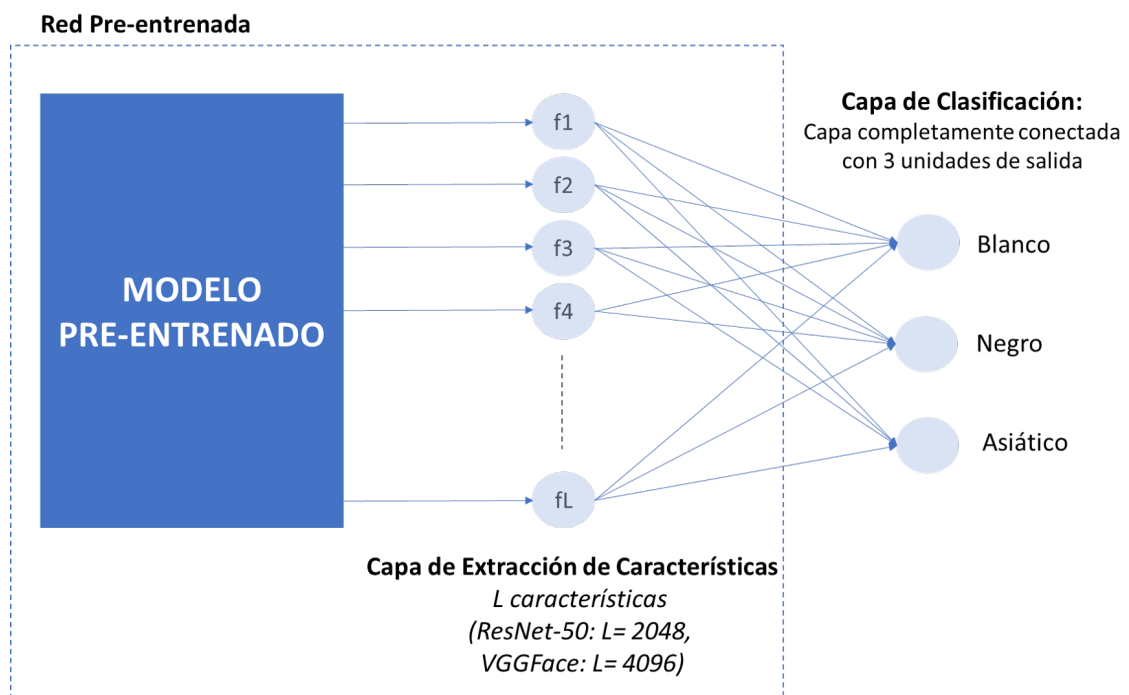 Red Pre-entrenada
MODELO
PRE-ENTRENADO
f1
f2
f3
f4
fL
Capa de Extracción de Características
L características
(ResNet-50: L= 2048,
VGGFace: L= 4096)
Capa de Clasificación:
Capa completamente conectada
con 3 unidades de salida
Blanco
Negro
Asiático